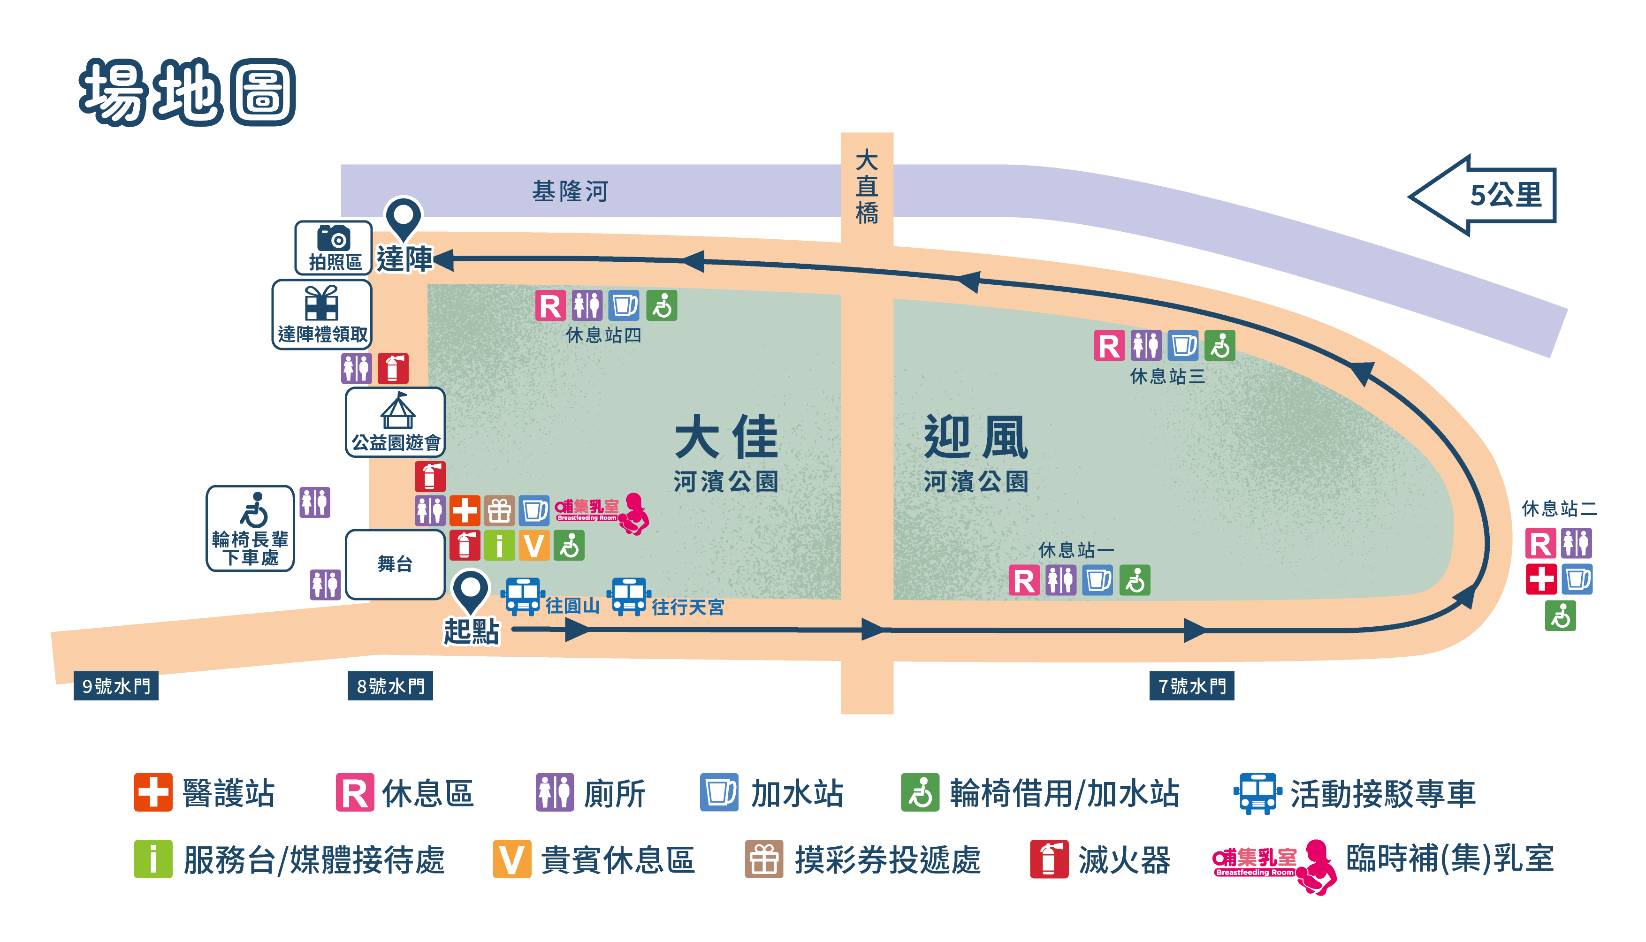 場地圖
大直橋
基隆河
5公里
拍照區
達陣
達陣禮領取
R
休息站四
R
休息站三
公益園遊會
大佳
河濱公園
迎風
河濱公園
輪椅長輩
下車處
哺集乳室
Breastfeeding Room
i
V
舞台
休息站二
R
休息站一
R
起點
往圓山
往行天宮
9號水門
8號水門
7號水門
醫護站
R 休息區
廁所
加水站
輪椅借用/加水站
活動接駁專車
i 服務台/媒體接待處
V 貴賓休息區
摸彩券投遞處
滅火器
哺集乳室
Breastfeeding Room
臨時補(集)乳室